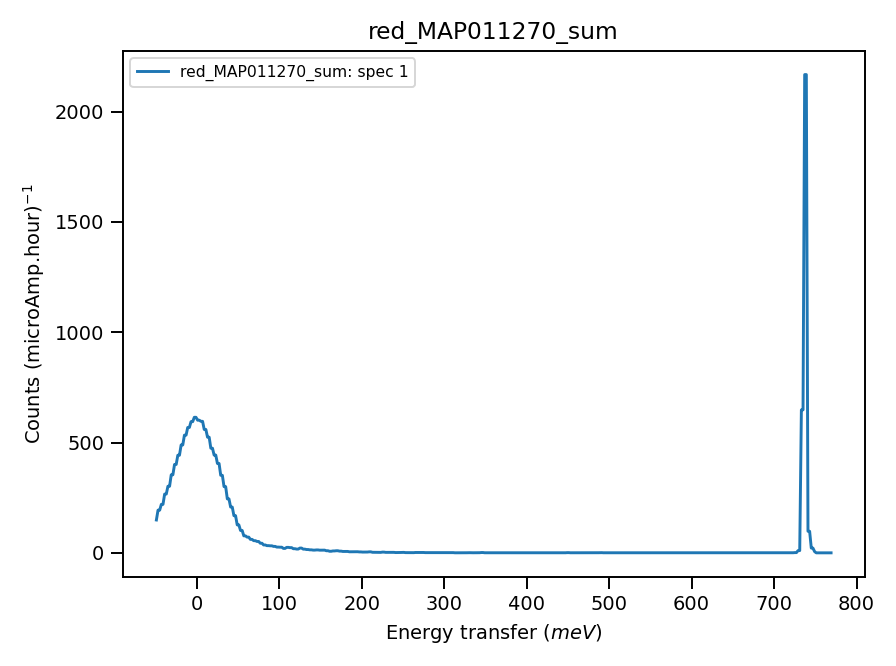 red_MAP011270_sum
red_MAP011270_sum: spec 1
2000
1500
1000
500
0
Counts (microAmp.hour)⁻¹
0 100 200 300 400 500 600 700 800
Energy transfer (meV)